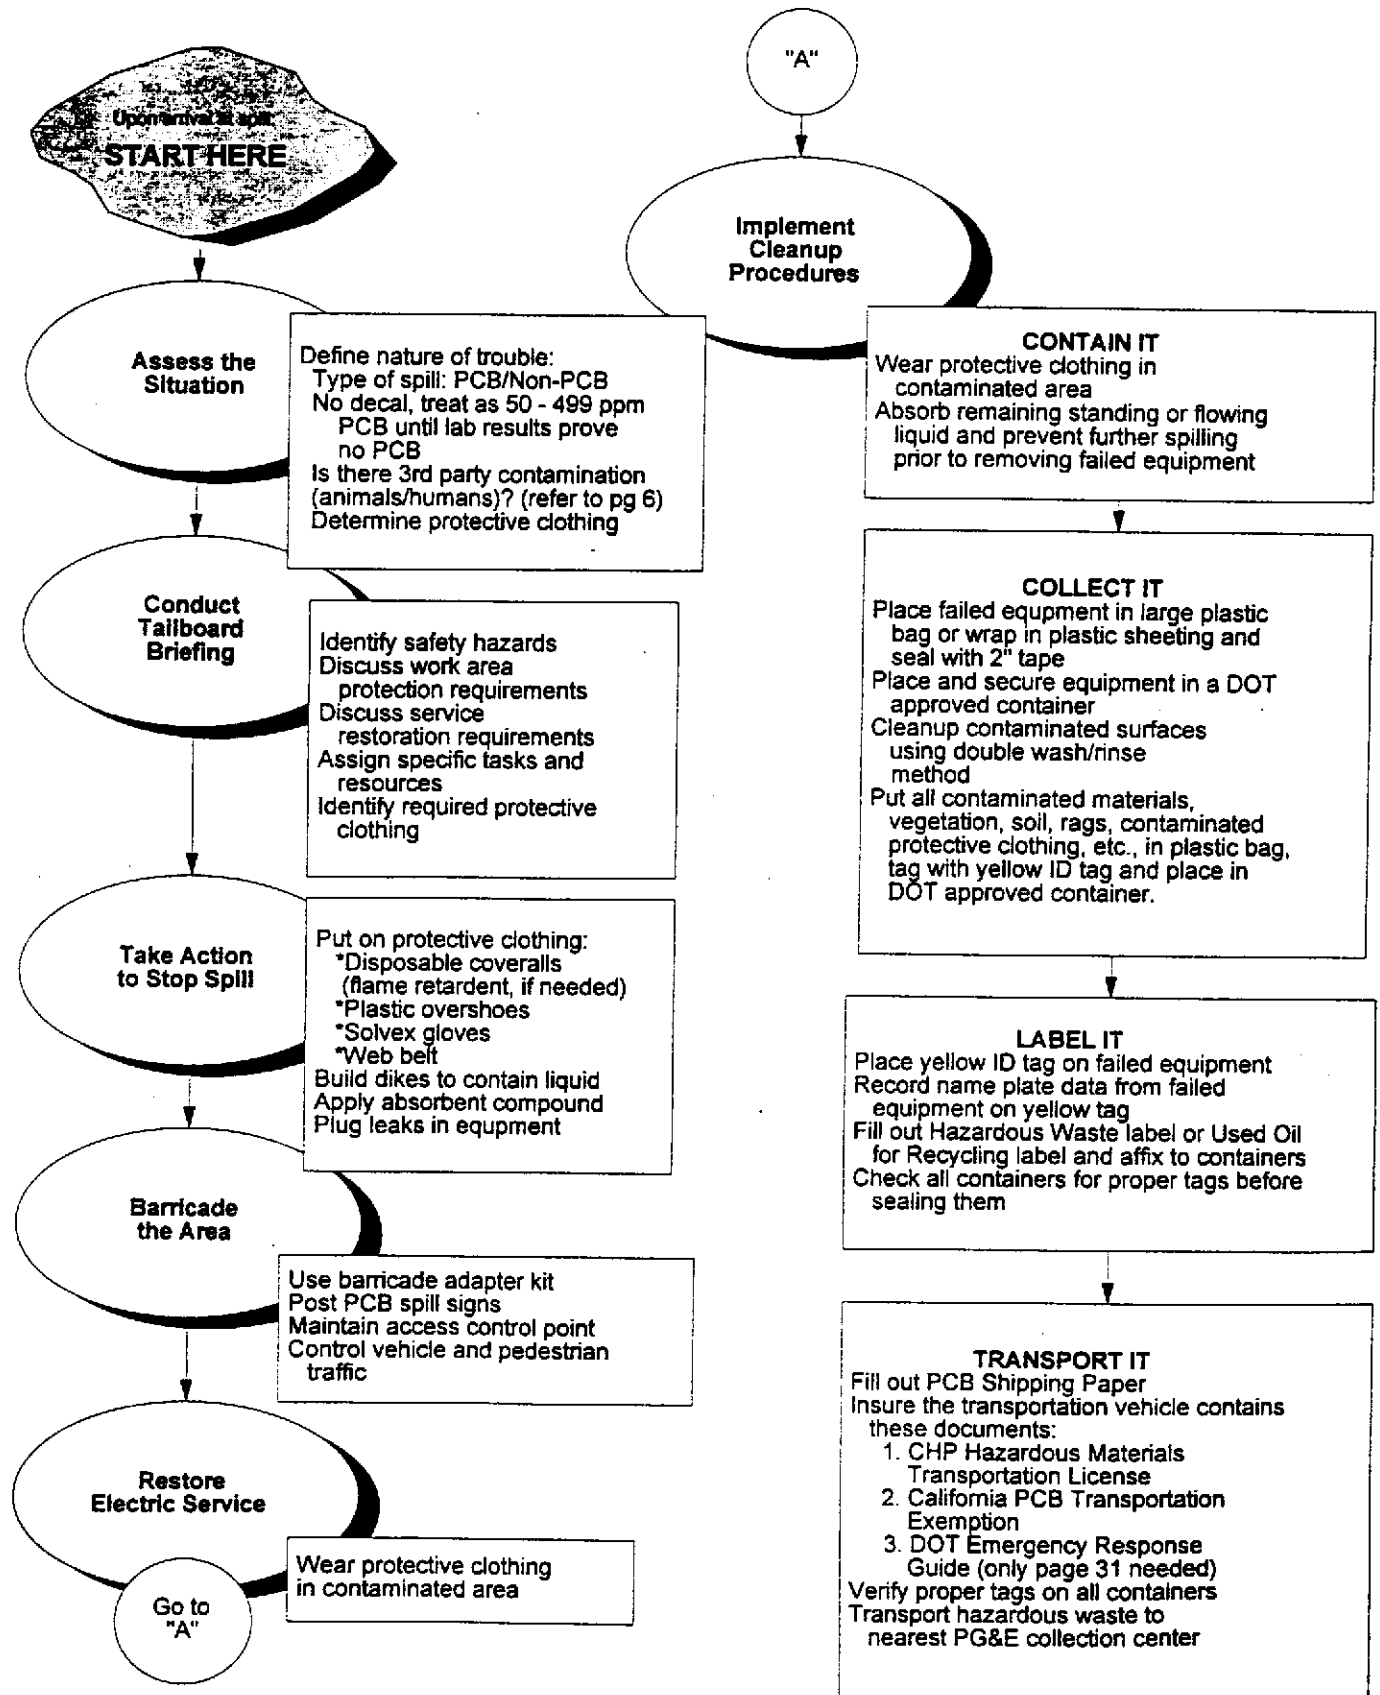 Upon arrival at spill:
START HERE
Assess the
Situation
Define nature of trouble:
Type of spill: PCB/Non-PCB
No decal, treat as 50 - 499 ppm
PCB until lab results prove
no PCB
Is there 3rd party contamination
(animals/humans)? (refer to pg 6)
Determine protective clothing
Conduct
Tailboard
Briefing
Identify safety hazards
Discuss work area
protection requirements
Discuss service
restoration requirements
Assign specific tasks and
resources
Identify required protective
clothing
Take Action
to Stop Spill
Put on protective clothing:
*Disposable coveralls
(flame retardent, if needed)
*Plastic overshoes
*Solvex gloves
*Web belt
Build dikes to contain liquid
Apply absorbent compound
Plug leaks in equpment
Barricade
the Area
Use barricade adapter kit
Post PCB spill signs
Maintain access control point
Control vehicle and pedestrian
traffic
Restore
Electric Service
Wear protective clothing
in contaminated area
Go to
"A"
"A"
Implement
Cleanup
Procedures
CONTAIN IT
Wear protective clothing in
contaminated area
Absorb remaining standing or flowing
liquid and prevent further spilling
prior to removing failed equipment
COLLECT IT
Place failed equpment in large plastic
bag or wrap in plastic sheeting and
seal with 2" tape
Place and secure equipment in a DOT
approved container
Cleanup contaminated surfaces
using double wash/rinse
method
Put all contaminated materials,
vegetation, soil, rags, contaminated
protective clothing, etc., in plastic bag,
tag with yellow ID tag and place in
DOT approved container.
LABEL IT
Place yellow ID tag on failed equipment
Record name plate data from failed
equipment on yellow tag
Fill out Hazardous Waste label or Used Oil
for Recycling label and affix to containers
Check all containers for proper tags before
sealing them
TRANSPORT IT
Fill out PCB Shipping Paper
Insure the transportation vehicle contains
these documents:
1. CHP Hazardous Materials
Transportation License
2. California PCB Transportation
Exemption
3. DOT Emergency Response
Guide (only page 31 needed)
Verify proper tags on all containers
Transport hazardous waste to
nearest PG&E collection center